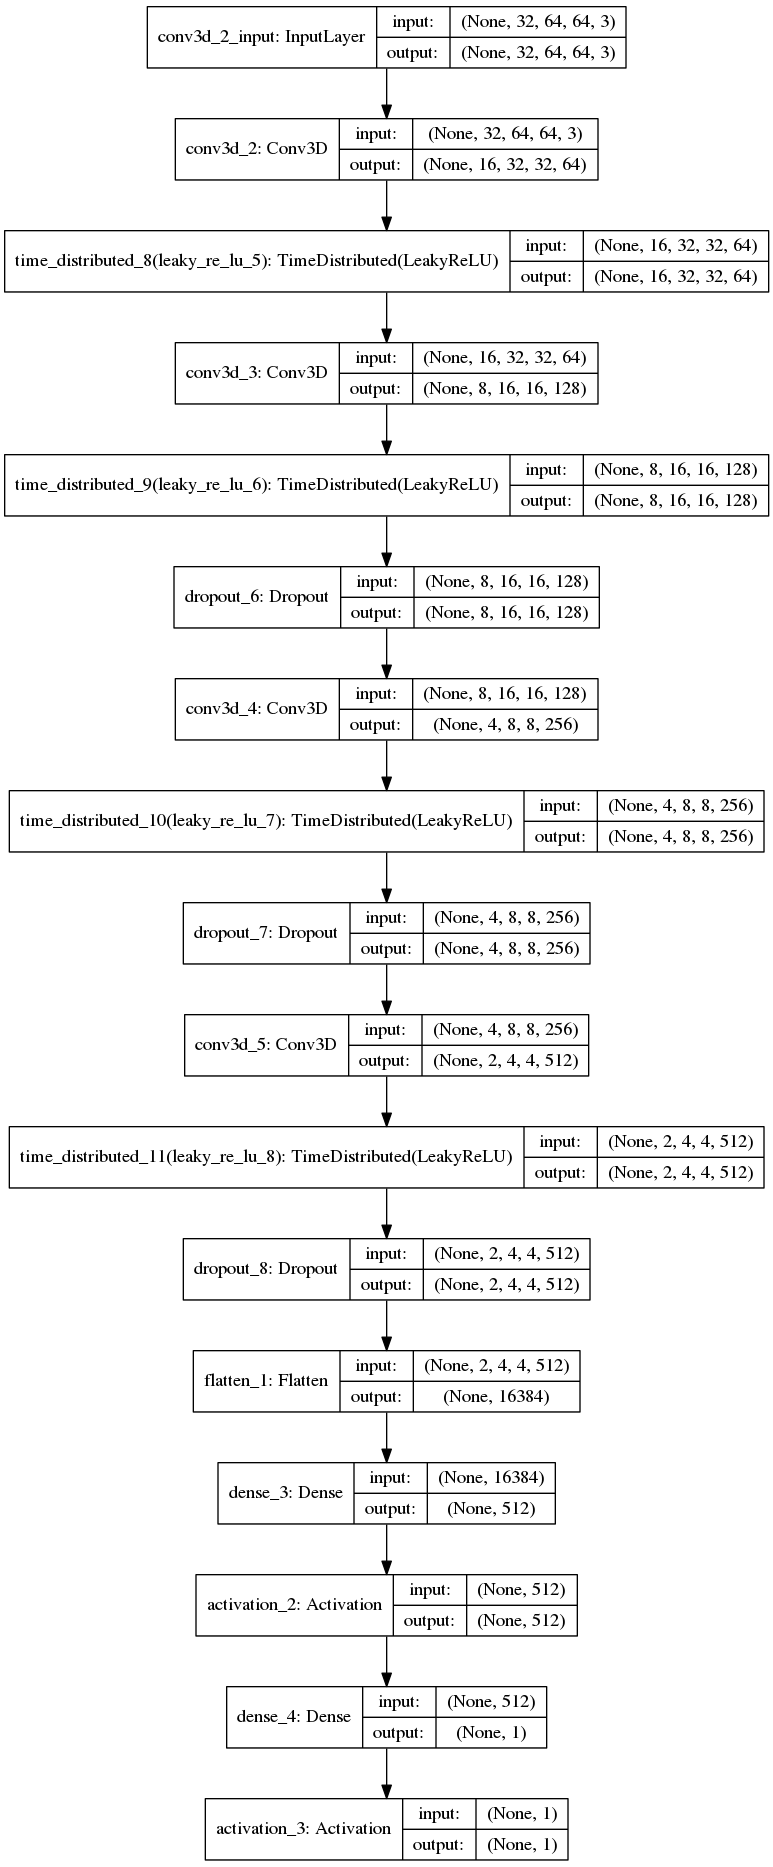 conv3d_2_input: InputLayer
input: (None, 32, 64, 64, 3)
output: (None, 32, 64, 64, 3)
conv3d_2: Conv3D
input: (None, 32, 64, 64, 3)
output: (None, 16, 32, 32, 64)
time_distributed_8(leaky_re_lu_5): TimeDistributed(LeakyReLU)
input: (None, 16, 32, 32, 64)
output: (None, 16, 32, 32, 64)
conv3d_3: Conv3D
input: (None, 16, 32, 32, 64)
output: (None, 8, 16, 16, 128)
time_distributed_9(leaky_re_lu_6): TimeDistributed(LeakyReLU)
input: (None, 8, 16, 16, 128)
output: (None, 8, 16, 16, 128)
dropout_6: Dropout
input: (None, 8, 16, 16, 128)
output: (None, 8, 16, 16, 128)
conv3d_4: Conv3D
input: (None, 8, 16, 16, 128)
output: (None, 4, 8, 8, 256)
time_distributed_10(leaky_re_lu_7): TimeDistributed(LeakyReLU)
input: (None, 4, 8, 8, 256)
output: (None, 4, 8, 8, 256)
dropout_7: Dropout
input: (None, 4, 8, 8, 256)
output: (None, 4, 8, 8, 256)
conv3d_5: Conv3D
input: (None, 4, 8, 8, 256)
output: (None, 2, 4, 4, 512)
time_distributed_11(leaky_re_lu_8): TimeDistributed(LeakyReLU)
input: (None, 2, 4, 4, 512)
output: (None, 2, 4, 4, 512)
dropout_8: Dropout
input: (None, 2, 4, 4, 512)
output: (None, 2, 4, 4, 512)
flatten_1: Flatten
input: (None, 2, 4, 4, 512)
output: (None, 16384)
dense_3: Dense
input: (None, 16384)
output: (None, 512)
activation_2: Activation
input: (None, 512)
output: (None, 512)
dense_4: Dense
input: (None, 512)
output: (None, 1)
activation_3: Activation
input: (None, 1)
output: (None, 1)